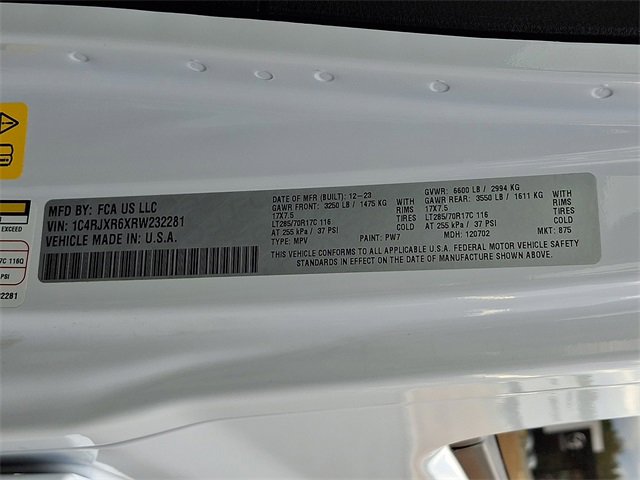 MFD BY: FCA US LLC
VIN: 1C4RJXR6XRW232281
VEHICLE MADE IN: U.S.A.
DATE OF MFR (BUILT): 12-23
GAWR FRONT: 3250 LB / 1475 KG WITH
17X7.5 RIMS
LT285/70R17C 116 TIRES
AT 255 kPa / 37 PSI COLD
TYPE: MPV PAINT: PW7
GVWR: 6600 LB / 2994 KG
GAWR REAR: 3550 LB / 1611 KG WITH
17X7.5 RIMS
LT285/70R17C 116 TIRES
AT 255 kPa / 37 PSI COLD
MDH: 120702 MKT: 875
THIS VEHICLE CONFORMS TO ALL APPLICABLE U.S.A. FEDERAL MOTOR VEHICLE SAFETY
STANDARDS IN EFFECT ON THE DATE OF MANUFACTURE SHOWN ABOVE.
EXCEED
7C 116Q
PSI
2281